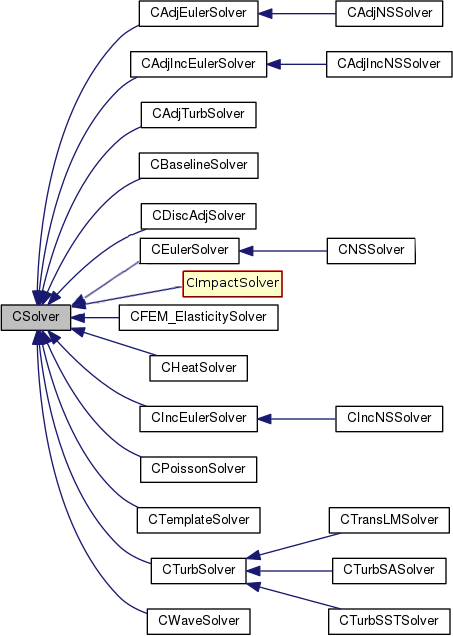 CAdjEulerSolver
CAdjNSSolver
CAdjIncEulerSolver
CAdjIncNSSolver
CAdjTurbSolver
CBaselineSolver
CDiscAdjSolver
CEulerSolver
CNSSolver
CImpactSolver
CSolver
CFEM_ElasticitySolver
CHeatSolver
CIncEulerSolver
CIncNSSolver
CPoissonSolver
CTemplateSolver
CTransLMSolver
CTurbSolver
CTurbSASolver
CTurbSSTSolver
CWaveSolver